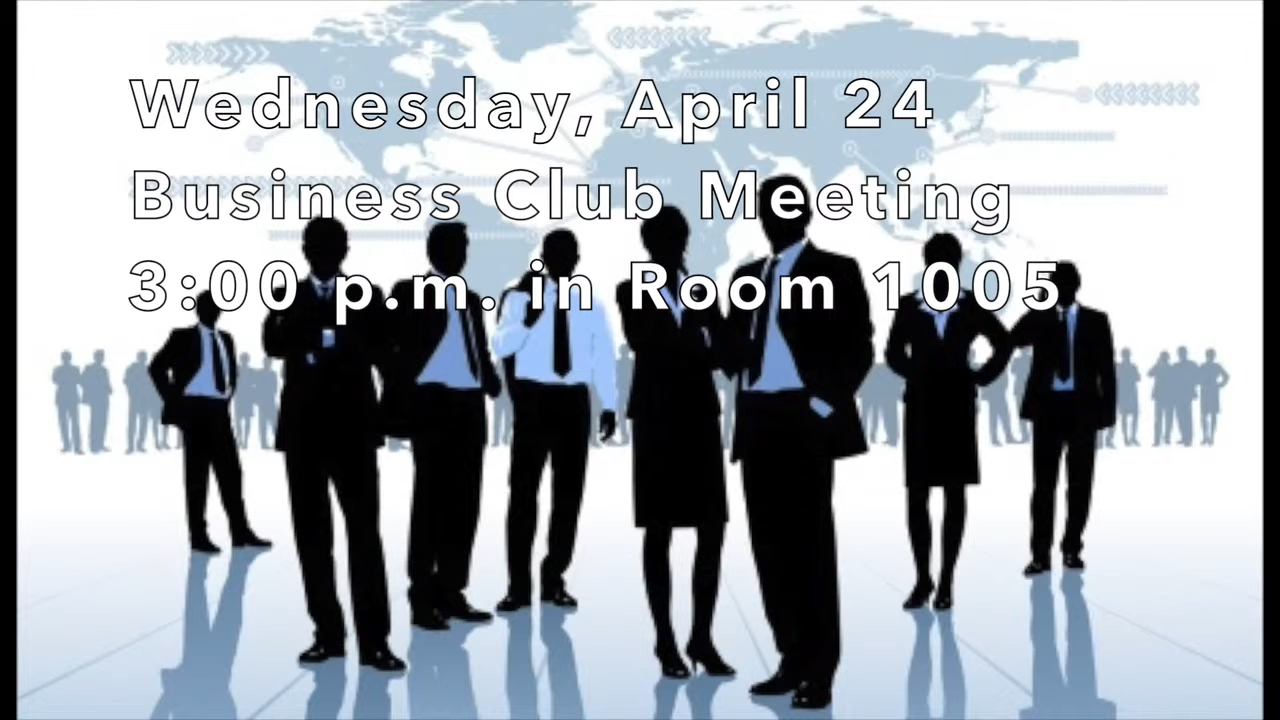 Wednesday, April 24
Business Club Meeting
3:00 p.m. in Room 1005